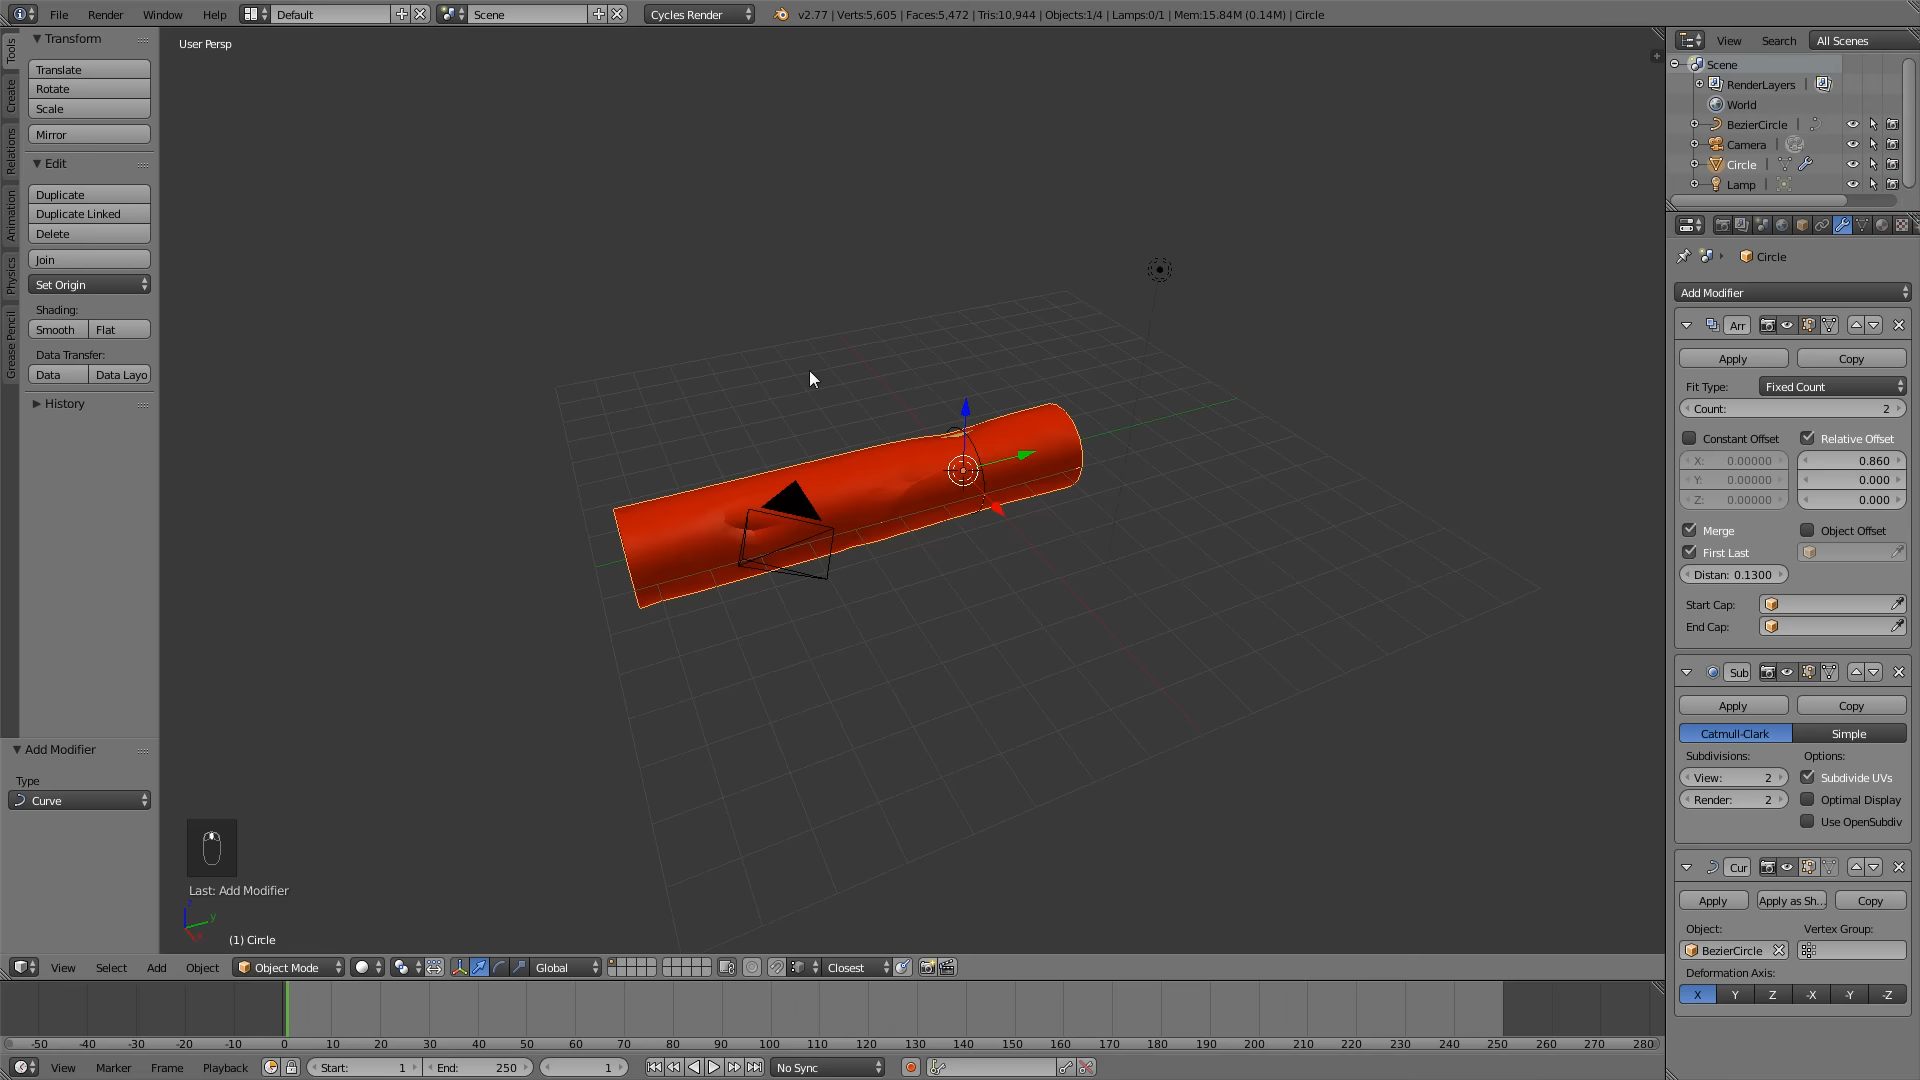 File Render Window Help Default Scene Cycles Render v2.77 | Verts:5,605 | Faces:5,472 | Tris:10,944 | Objects:1/4 | Lamps:0/1 | Mem:15.84M (0.14M) | Circle
Tools
Create
Relations
Animation
Physics
Grease Pencil
Transform
Translate
Rotate
Scale
Mirror
Edit
Duplicate
Duplicate Linked
Delete
Join
Set Origin
Shading:
Smooth Flat
Data Transfer:
Data Data Layo
History
Add Modifier
Type
Curve
User Persp
Last: Add Modifier
z
y
(1) Circle
View Select Add Object Object Mode Global Closest
-50 -40 -30 -20 -10 0 10 20 30 40 50 60 70 80 90 100 110 120 130 140 150 160 170 180 190 200 210 220 230 240 250 260 270 280
View Marker Frame Playback Start: 1 End: 250 1 No Sync
View Search All Scenes
Scene
RenderLayers |
World
BezierCircle |
Camera |
Circle |
Lamp |
Circle
Add Modifier
Arr
Apply Copy
Fit Type: Fixed Count
Count: 2
Constant Offset Relative Offset
X: 0.00000 0.860
Y: 0.00000 0.000
Z: 0.00000 0.000
Merge Object Offset
First Last
Distan: 0.1300
Start Cap:
End Cap:
Sub
Apply Copy
Catmull-Clark Simple
Subdivisions: Options:
View: 2 Subdivide UVs
Render: 2 Optimal Display
Use OpenSubdiv
Cur
Apply Apply as Sh... Copy
Object: Vertex Group:
BezierCircle
Deformation Axis:
X Y Z -X -Y -Z